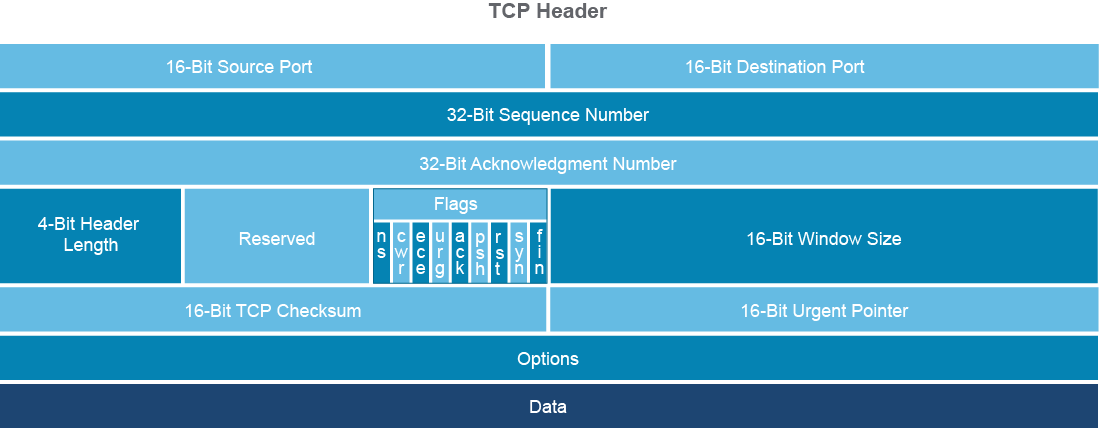 TCP Header
16-Bit Source Port
16-Bit Destination Port
32-Bit Sequence Number
32-Bit Acknowledgment Number
4-Bit Header
Length
Reserved
Flags
ns
cwr
ece
urg
ack
psh
rst
syn
fin
16-Bit Window Size
16-Bit TCP Checksum
16-Bit Urgent Pointer
Options
Data